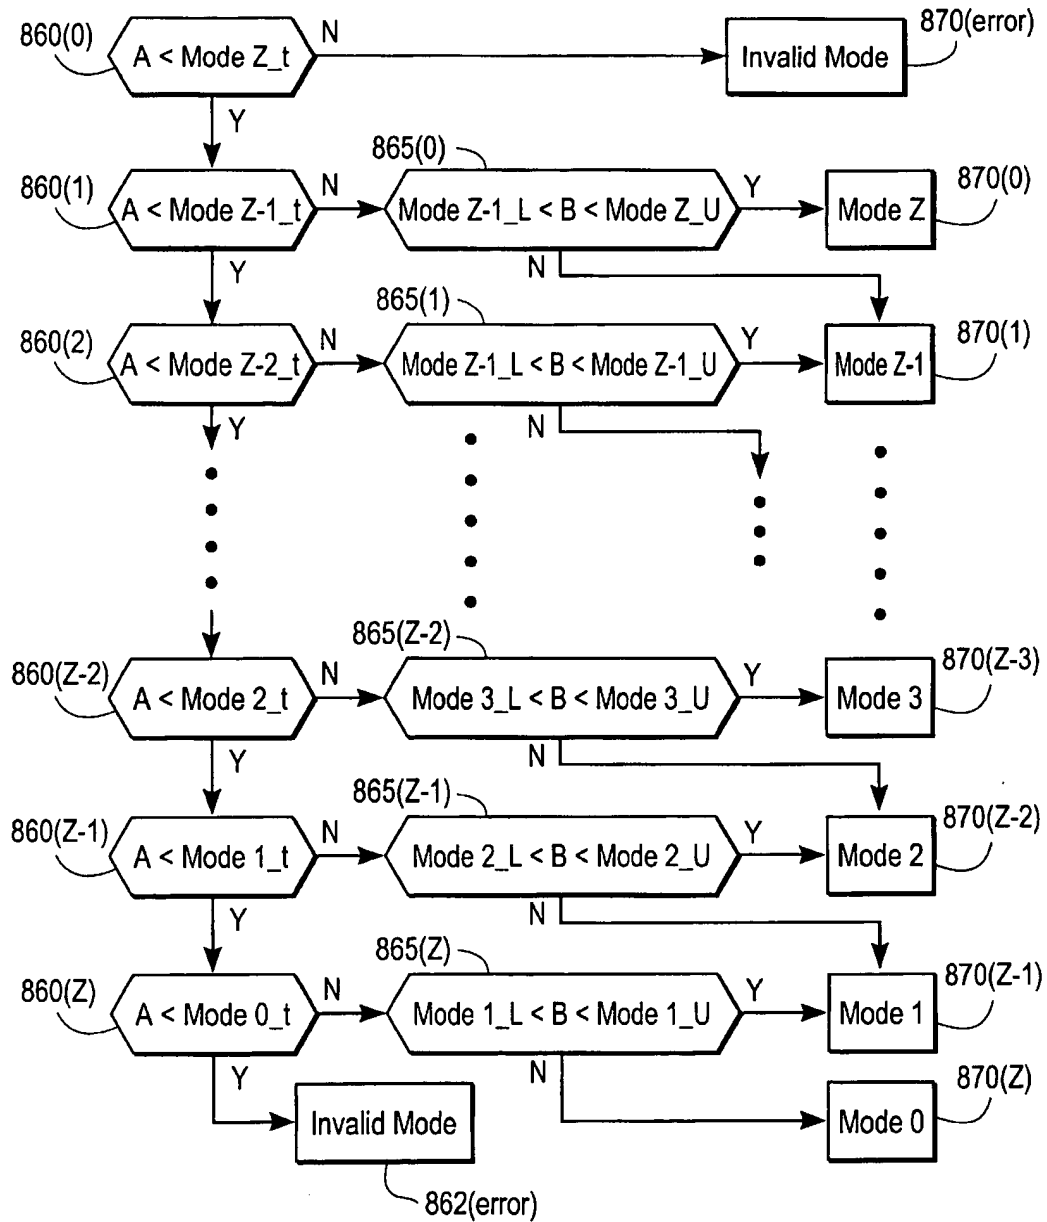 860(0)
A < Mode Z_t
N
Invalid Mode
870(error)
Y
865(0)
860(1)
A < Mode Z-1_t
N
Mode Z-1_L < B < Mode Z_U
Y
Mode Z
870(0)
Y
N
865(1)
860(2)
A < Mode Z-2_t
N
Mode Z-1_L < B < Mode Z-1_U
Y
Mode Z-1
870(1)
Y
N
865(Z-2)
860(Z-2)
A < Mode 2_t
N
Mode 3_L < B < Mode 3_U
Y
Mode 3
870(Z-3)
Y
N
865(Z-1)
860(Z-1)
A < Mode 1_t
N
Mode 2_L < B < Mode 2_U
Y
Mode 2
870(Z-2)
Y
N
865(Z)
860(Z)
A < Mode 0_t
N
Mode 1_L < B < Mode 1_U
Y
Mode 1
870(Z-1)
Y
N
Invalid Mode
Mode 0
870(Z)
862(error)